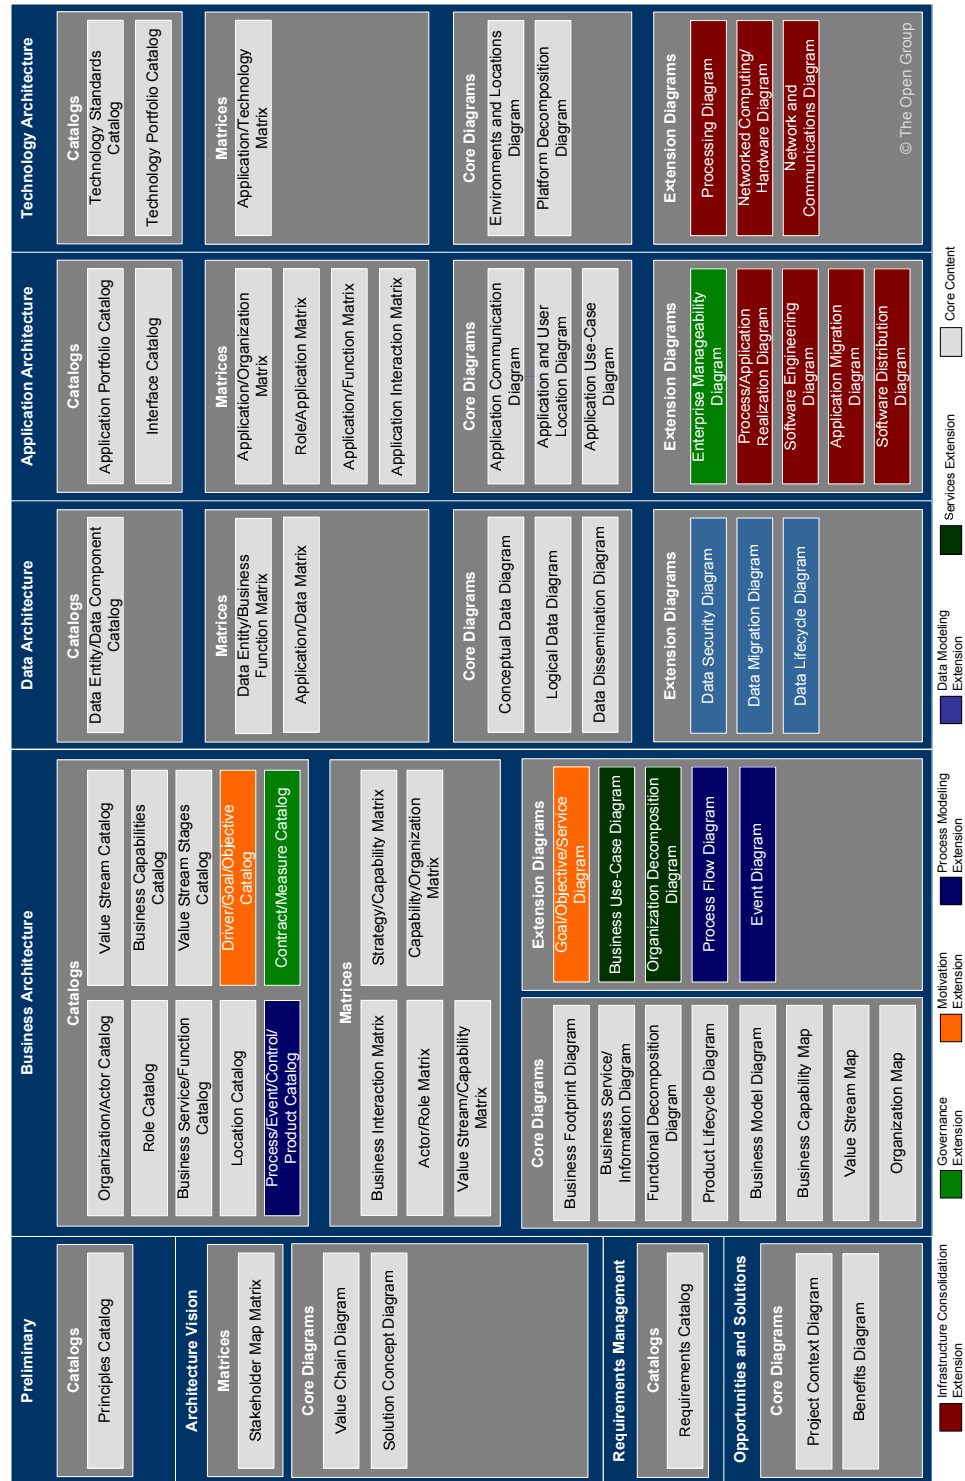 Preliminary
Catalogs
Principles Catalog
Architecture Vision
Matrices
Stakeholder Map Matrix
Core Diagrams
Value Chain Diagram
Solution Concept Diagram
Requirements Management
Catalogs
Requirements Catalog
Opportunities and Solutions
Core Diagrams
Project Context Diagram
Benefits Diagram
Business Architecture
Catalogs
Organization/Actor Catalog
Role Catalog
Business Service/Function
Catalog
Location Catalog
Process/Event/Control/
Product Catalog
Value Stream Catalog
Business Capabilities
Catalog
Value Stream Stages
Catalog
Driver/Goal/Objective
Catalog
Contract/Measure Catalog
Matrices
Business Interaction Matrix
Actor/Role Matrix
Value Stream/Capability
Matrix
Strategy/Capability Matrix
Capability/Organization
Matrix
Core Diagrams
Business Footprint Diagram
Business Service/
Information Diagram
Functional Decomposition
Diagram
Product Lifecycle Diagram
Business Model Diagram
Business Capability Map
Value Stream Map
Organization Map
Extension Diagrams
Goal/Objective/Service
Diagram
Business Use-Case Diagram
Organization Decomposition
Diagram
Process Flow Diagram
Event Diagram
Data Architecture
Catalogs
Data Entity/Data Component
Catalog
Matrices
Data Entity/Business
Function Matrix
Application/Data Matrix
Core Diagrams
Conceptual Data Diagram
Logical Data Diagram
Data Dissemination Diagram
Extension Diagrams
Data Security Diagram
Data Migration Diagram
Data Lifecycle Diagram
Application Architecture
Catalogs
Application Portfolio Catalog
Interface Catalog
Matrices
Application/Organization
Matrix
Role/Application Matrix
Application/Function Matrix
Application Interaction Matrix
Core Diagrams
Application Communication
Diagram
Application and User
Location Diagram
Application Use-Case
Diagram
Extension Diagrams
Enterprise Manageability
Diagram
Process/Application
Realization Diagram
Software Engineering
Diagram
Application Migration
Diagram
Software Distribution
Diagram
Technology Architecture
Catalogs
Technology Standards
Catalog
Technology Portfolio Catalog
Matrices
Application/Technology
Matrix
Core Diagrams
Environments and Locations
Diagram
Platform Decomposition
Diagram
Extension Diagrams
Processing Diagram
Networked Computing/
Hardware Diagram
Network and
Communications Diagram
© The Open Group
Infrastructure Consolidation
Extension
Governance
Extension
Motivation
Extension
Process Modeling
Extension
Data Modeling
Extension
Services Extension
Core Content